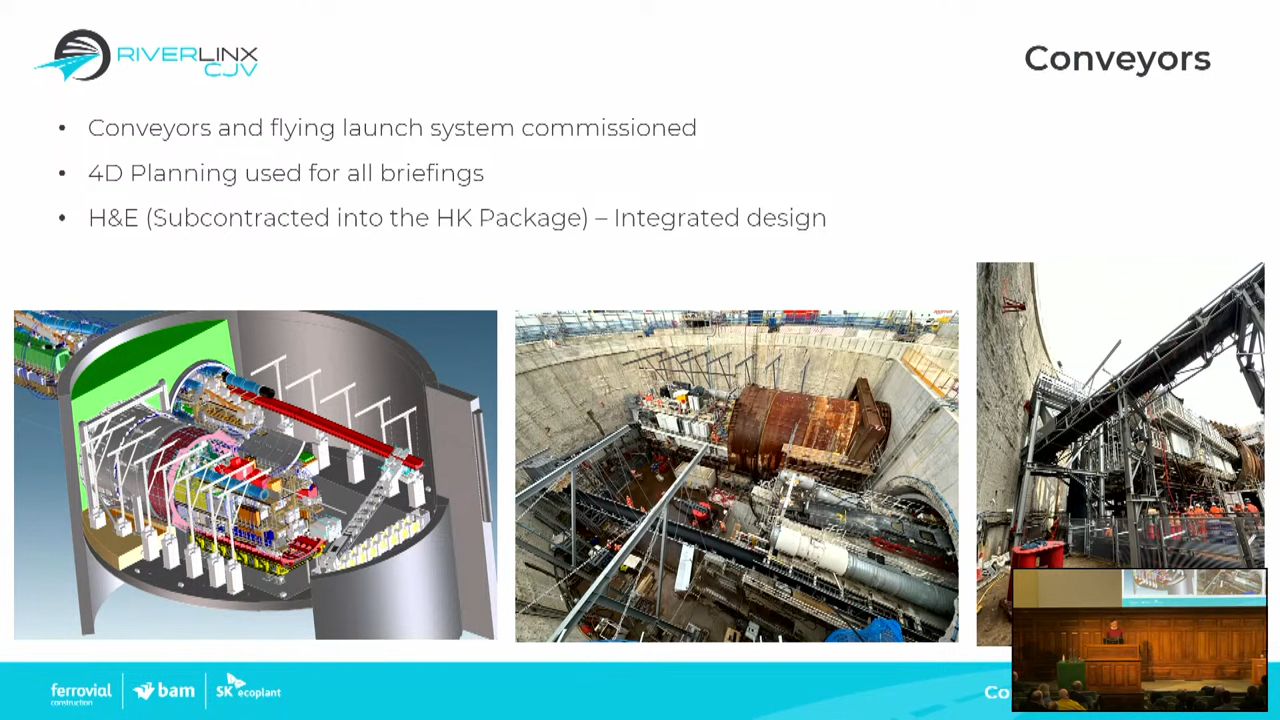 RIVERLINX
CJV
Conveyors
• Conveyors and flying launch system commissioned
• 4D Planning used for all briefings
• H&E (Subcontracted into the HK Package) – Integrated design
ferrovial
construction
bam
SK ecoplant
Co